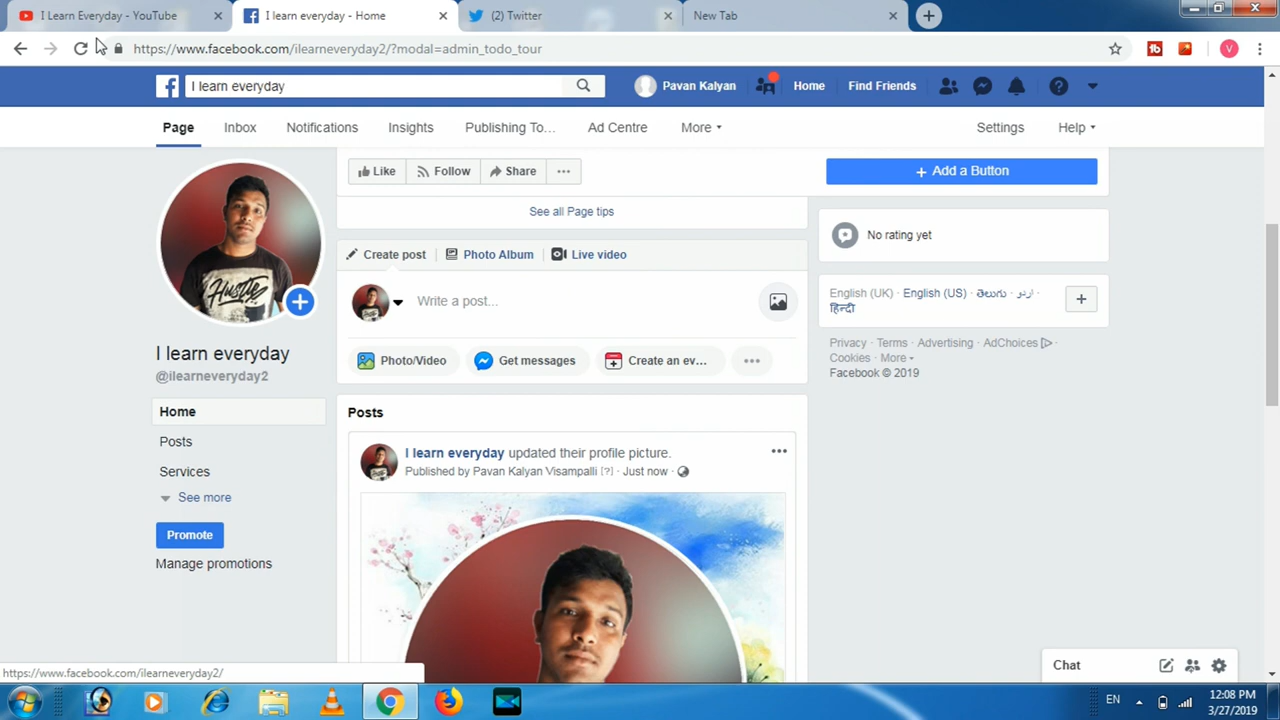 I Learn Everyday - YouTube
I learn everyday - Home
(2) Twitter
New Tab
https://www.facebook.com/ilearneveryday2/?modal=admin_todo_tour
V
I learn everyday
Pavan Kalyan
Home
Find Friends
Page
Inbox
Notifications
Insights
Publishing To...
Ad Centre
More
Settings
Help
Like
Follow
Share
+ Add a Button
See all Page tips
No rating yet
Create post
Photo Album
Live video
English (UK) · English (US) · తెలుగు · اردو ·
हिन्दी
Write a post...
Privacy · Terms · Advertising · AdChoices ·
Cookies · More
Facebook © 2019
HUSTLE
I learn everyday
@ilearneveryday2
Photo/Video
Get messages
Create an ev...
Home
Posts
Services
See more
Promote
Manage promotions
Posts
I learn everyday updated their profile picture.
Published by Pavan Kalyan Visampalli [?] · Just now ·
Chat
https://www.facebook.com/ilearneveryday2/
EN
12:08 PM
3/27/2019